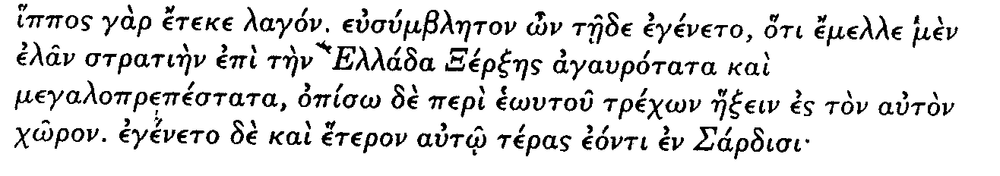 ἵππος γὰρ ἔτεκε λαγόν. εὐσύμβλητον ὦν τῇδε ἐγένετο, ὅτι ἔμελλε μὲν
ἐλᾶν στρατιὴν ἐπὶ τὴν Ἑλλάδα Ξέρξης ἀγαυρότατα καὶ
μεγαλοπρεπέστατα, ὀπίσω δὲ περὶ ἑωυτοῦ τρέχων ἥξειν ἐς τὸν αὐτὸν
χῶρον. ἐγένετο δὲ καὶ ἕτερον αὐτῷ τέρας ἐόντι ἐν Σάρδισι·